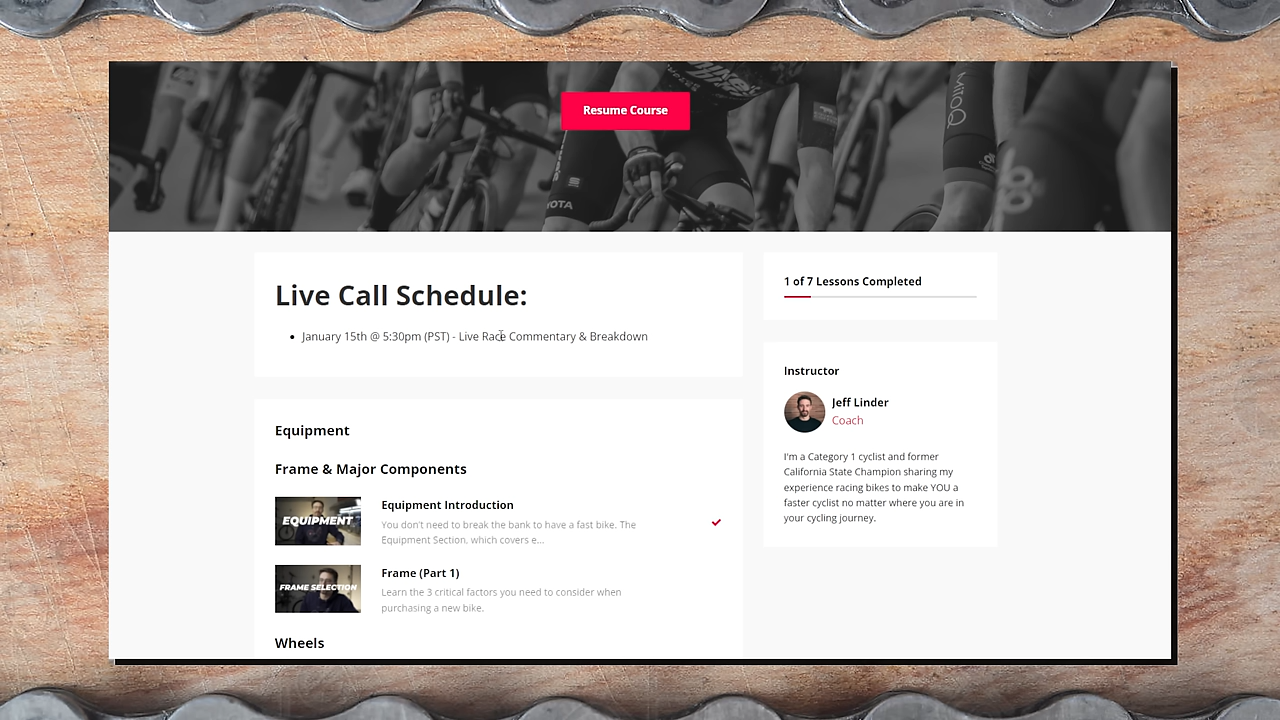 Resume Course
YOTA
Live Call Schedule:
January 15th @ 5:30pm (PST) - Live Race Commentary & Breakdown
1 of 7 Lessons Completed
Instructor
Jeff Linder
Coach
I'm a Category 1 cyclist and former
California State Champion sharing my
experience racing bikes to make YOU a
faster cyclist no matter where you are in
your cycling journey.
Equipment
Frame & Major Components
EQUIPMENT
Equipment Introduction
You don't need to break the bank to have a fast bike. The
Equipment Section, which covers e...
FRAME SELECTION
Frame (Part 1)
Learn the 3 critical factors you need to consider when
purchasing a new bike.
Wheels